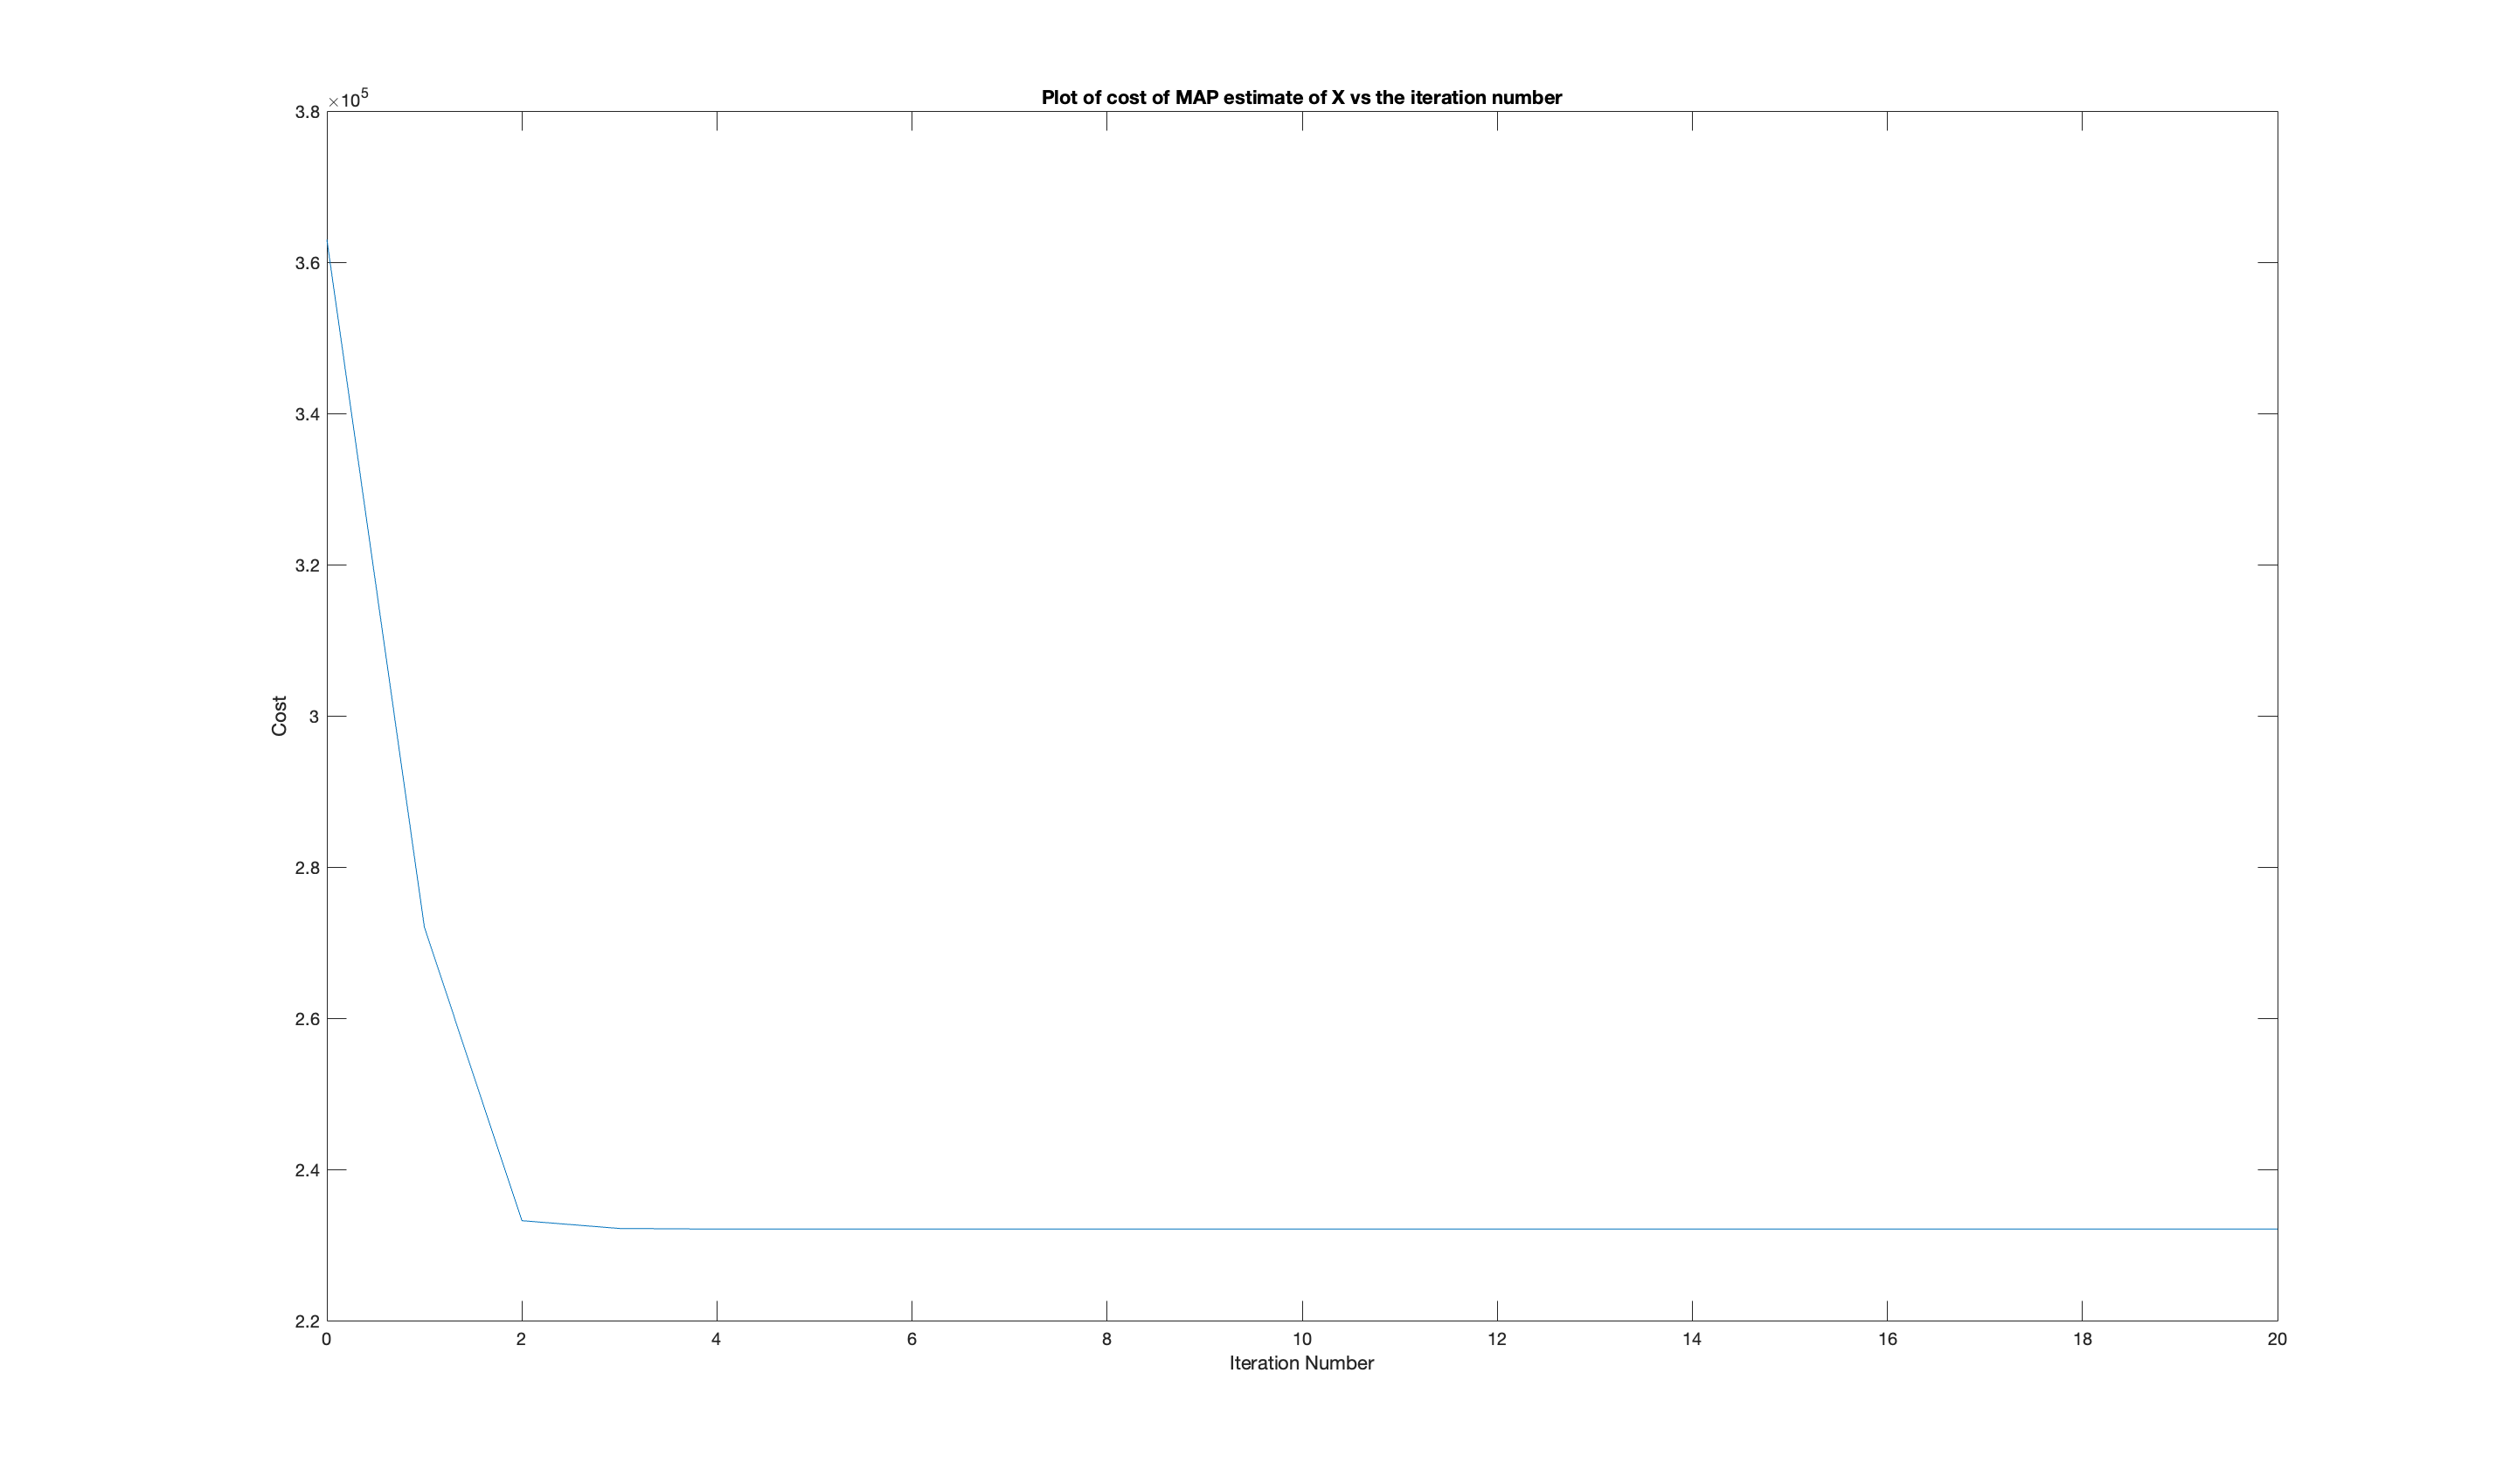 Plot of cost of MAP estimate of X vs the iteration number
×10^5
3.8
3.6
3.4
3.2
3
2.8
2.6
2.4
2.2
Cost
0 2 4 6 8 10 12 14 16 18 20
Iteration Number